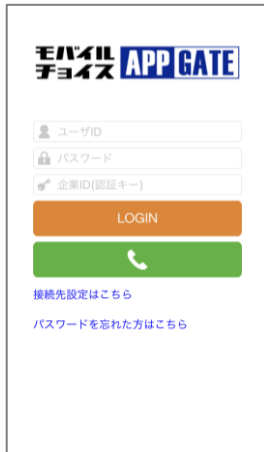 モバイル
チョイス APP GATE
ユーザID
パスワード
企業ID(認証キー)
LOGIN
接続先設定はこちら
パスワードを忘れた方はこちら